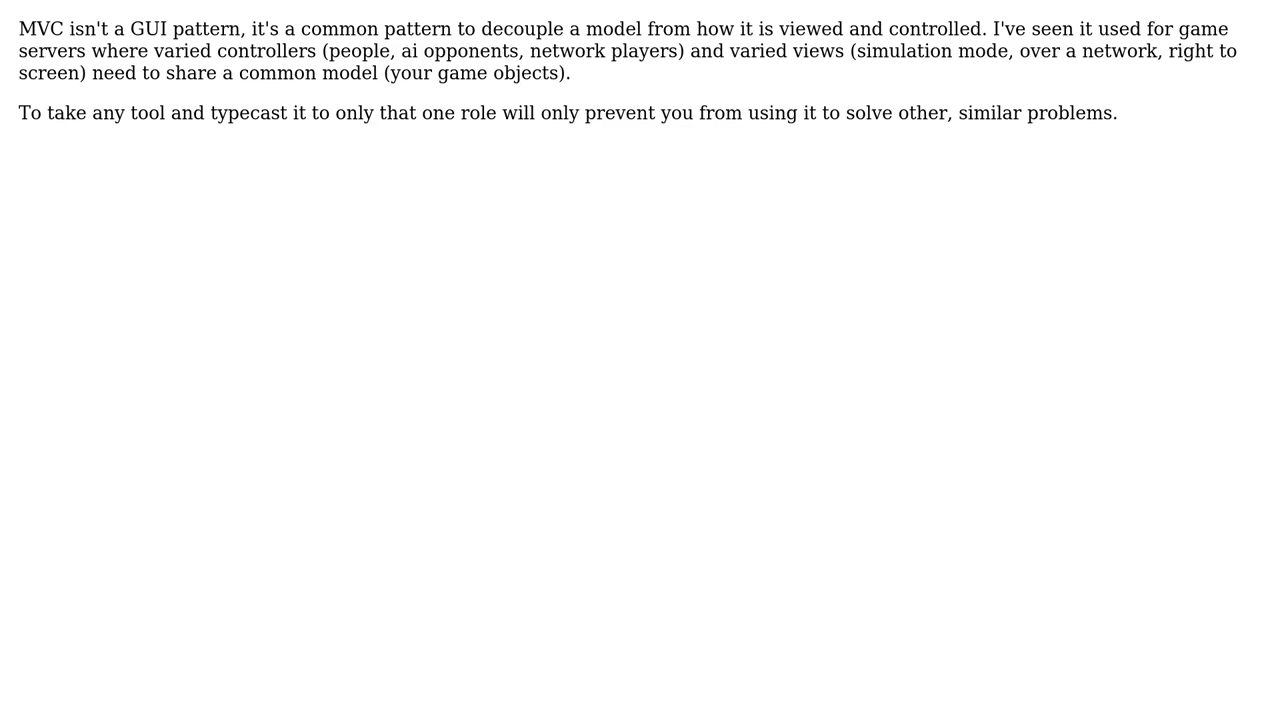 MVC isn't a GUI pattern, it's a common pattern to decouple a model from how it is viewed and controlled. I've seen it used for game
servers where varied controllers (people, ai opponents, network players) and varied views (simulation mode, over a network, right to
screen) need to share a common model (your game objects).
To take any tool and typecast it to only that one role will only prevent you from using it to solve other, similar problems.